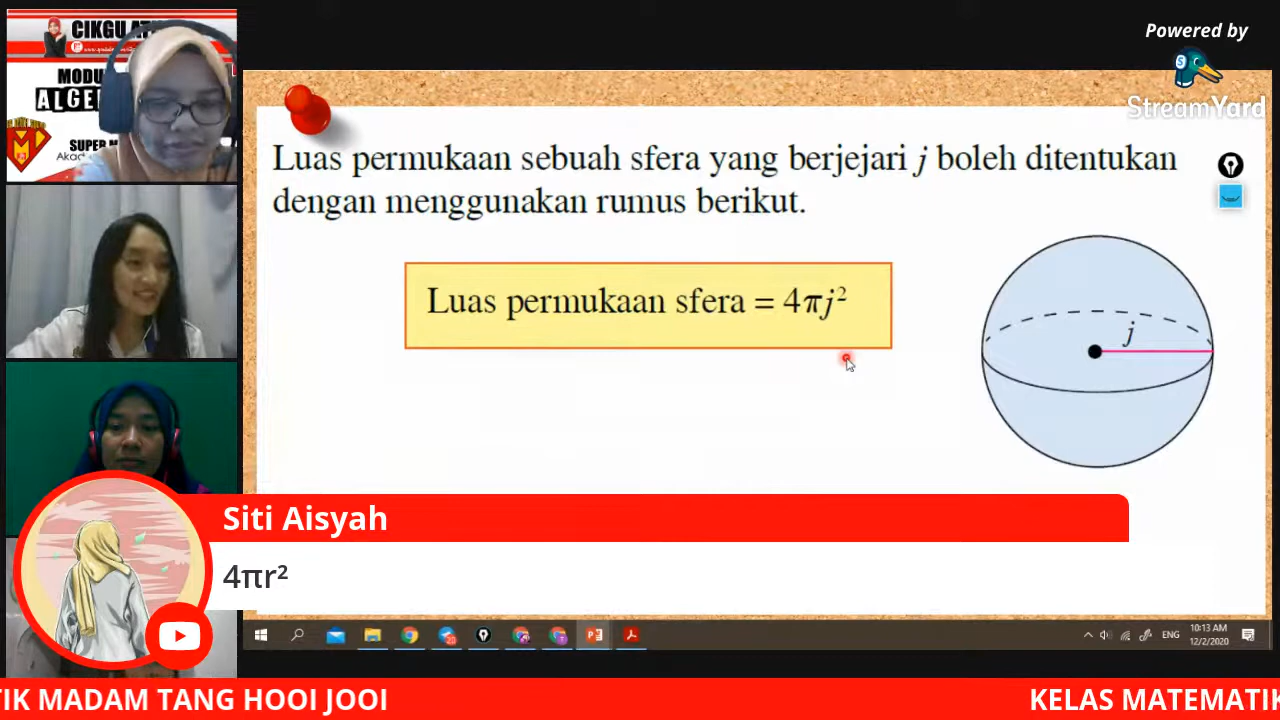 Powered by
StreamYard
CIKGU
MODU
ALGE
SUPER M
Akad
Luas permukaan sebuah sfera yang berjejari j boleh ditentukan
dengan menggunakan rumus berikut.
Luas permukaan sfera = 4πj²
j
Siti Aisyah
4πr²
10:13 AM
ENG
12/2/2020
TIK MADAM TANG HOOI JOOI
KELAS MATEMATIK